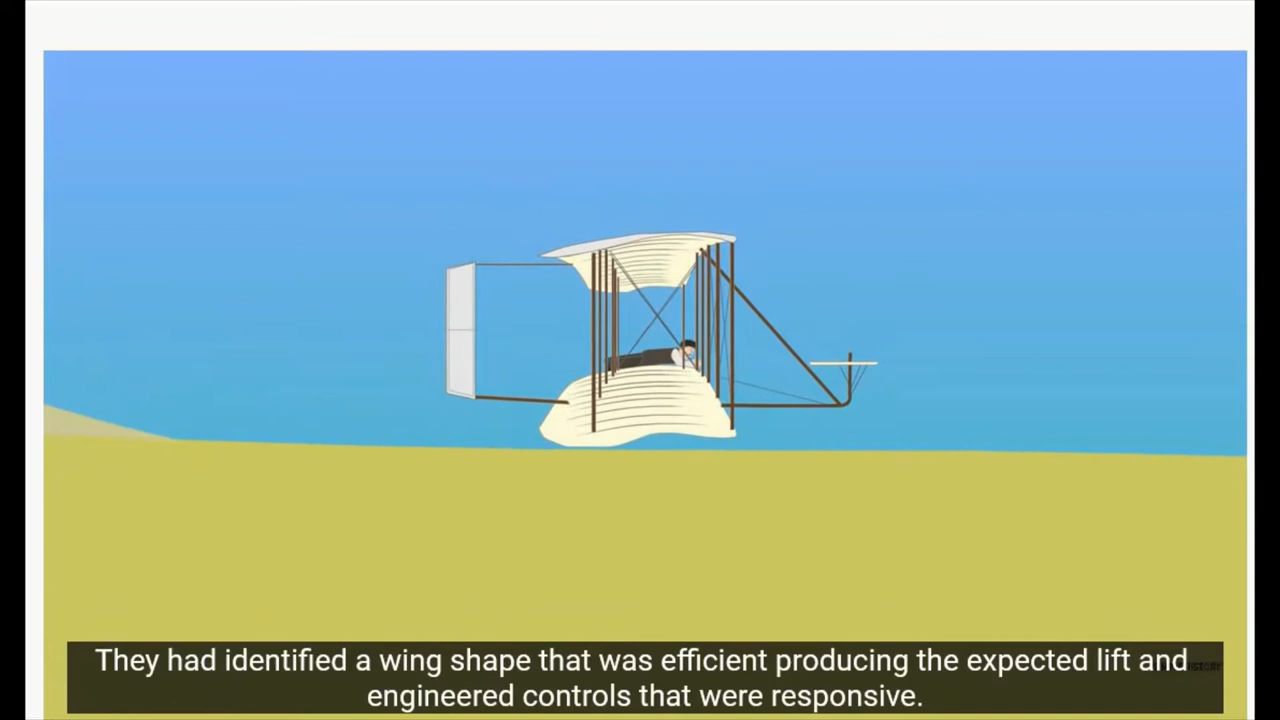 They had identified a wing shape that was efficient producing the expected lift and
engineered controls that were responsive.